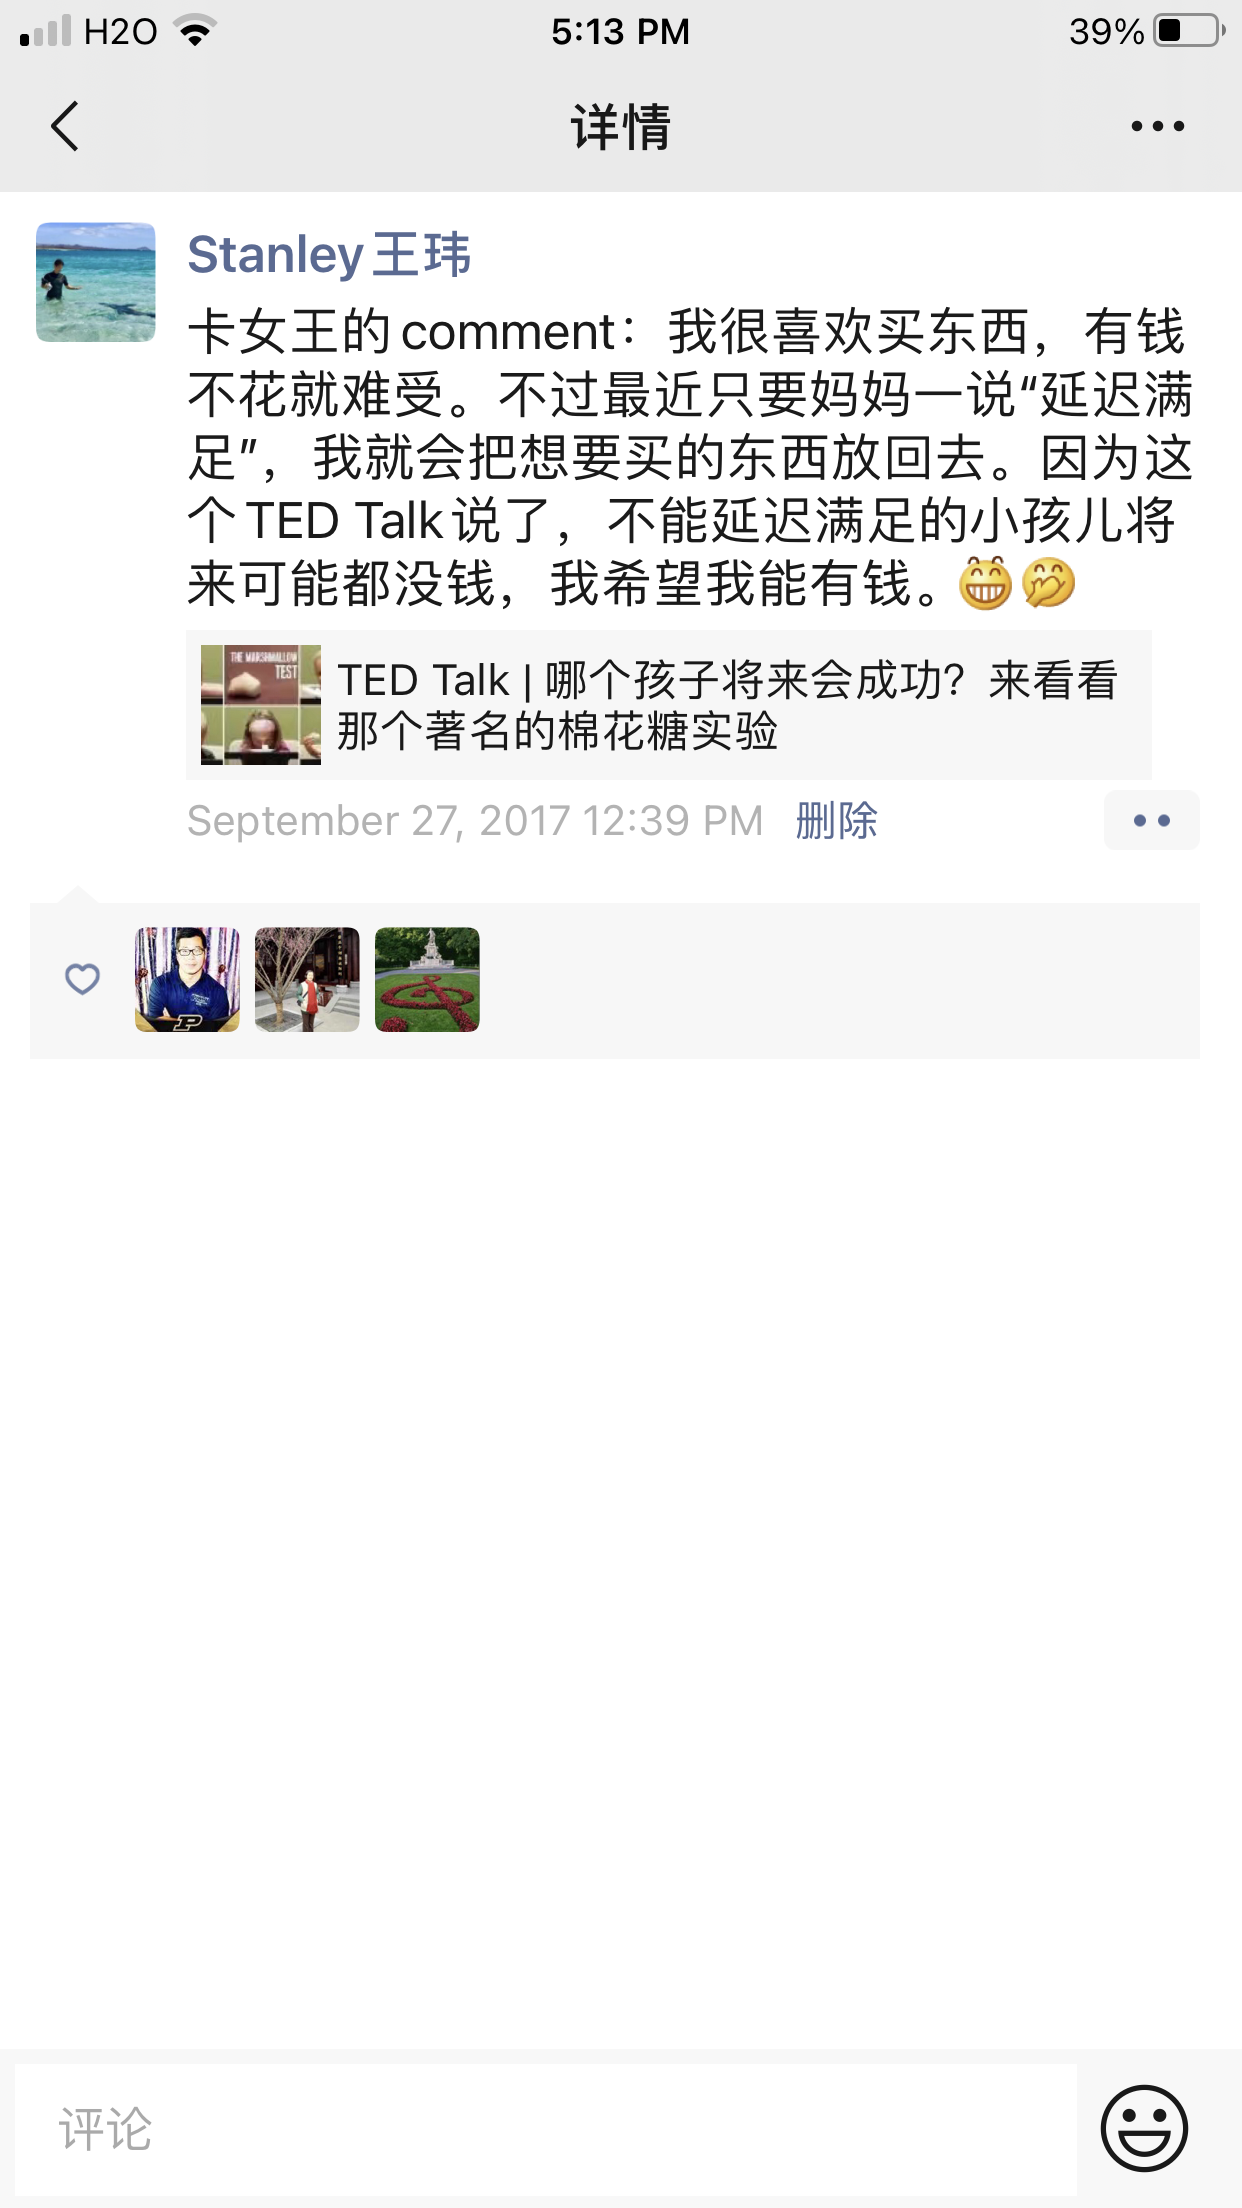 H2O
5:13 PM
39%
详情
Stanley王玮
卡女王的comment：我很喜欢买东西，有钱
不花就难受。不过最近只要妈妈一说“延迟满
足”，我就会把想要买的东西放回去。因为这
个TED Talk说了，不能延迟满足的小孩儿将
来可能都没钱，我希望我能有钱。😁🤭
THE MARSHMALLOW
TEST
TED Talk | 哪个孩子将来会成功？来看看
那个著名的棉花糖实验
September 27, 2017 12:39 PM 删除
P
评论